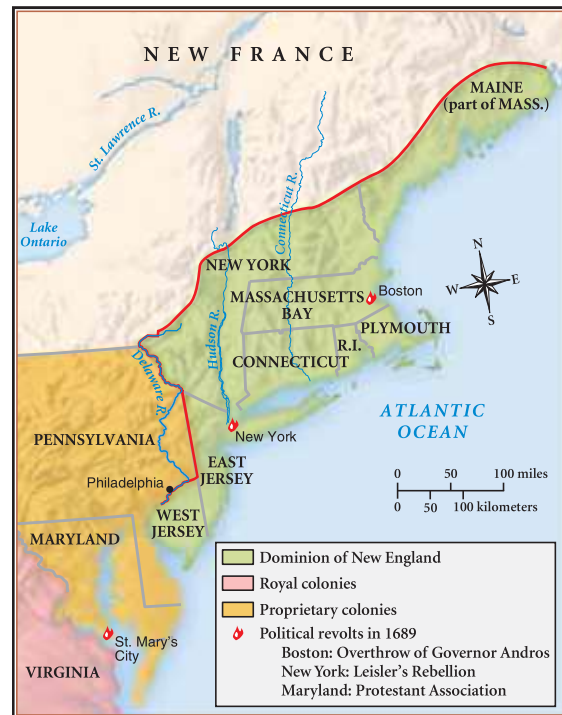 NEW FRANCE
MAINE
(part of MASS.)
St. Lawrence R.
Lake
Ontario
Connecticut R.
NEW YORK
MASSACHUSETTS
BAY
Boston
PLYMOUTH
R.I.
CONNECTICUT
Hudson R.
Delaware R.
N
W
E
S
ATLANTIC
OCEAN
New York
PENNSYLVANIA
EAST
JERSEY
Philadelphia
WEST
JERSEY
0 50 100 miles
0 50 100 kilometers
MARYLAND
St. Mary's
City
VIRGINIA
Dominion of New England
Royal colonies
Proprietary colonies
Political revolts in 1689
Boston: Overthrow of Governor Andros
New York: Leisler's Rebellion
Maryland: Protestant Association